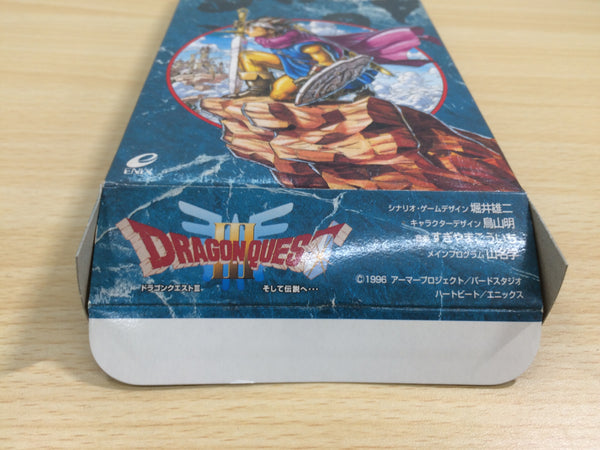 ENIX
シナリオ・ゲームデザイン 堀井雄二
キャラクターデザイン 鳥山明
すぎやまこういち
メインプログラム 山名学
DRAGON QUEST
III
ドラゴンクエストIII
そして伝説へ…
©1996 アーマープロジェクト/バードスタジオ
ハートビート/エニックス